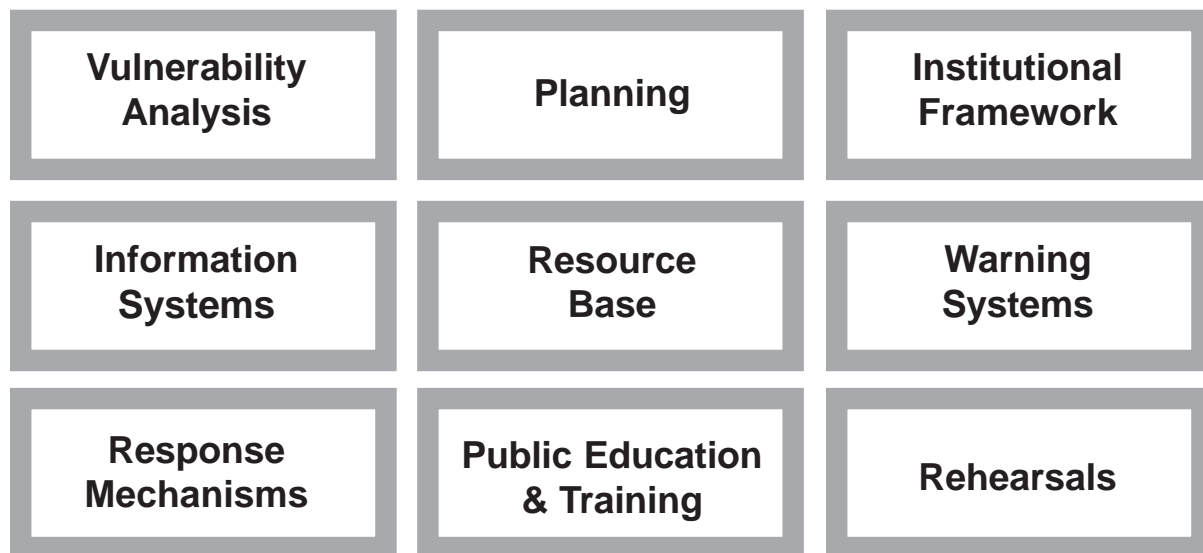 Vulnerability
Analysis
Planning
Institutional
Framework
Information
Systems
Resource
Base
Warning
Systems
Response
Mechanisms
Public Education
& Training
Rehearsals